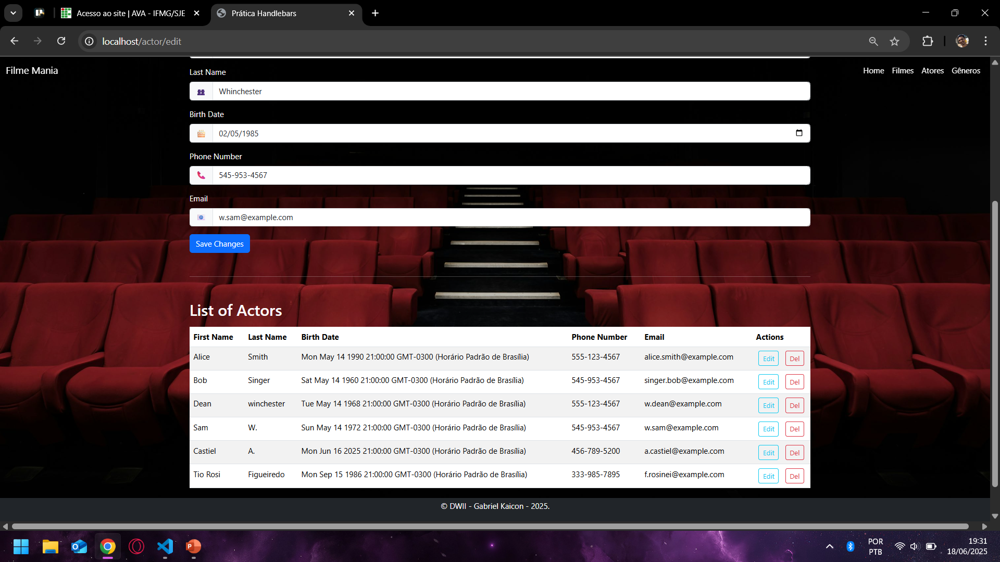 Acesso ao site | AVA - IFMG/SJE
Prática Handlebars
localhost/actor/edit
Filme Mania
Home Filmes Atores Gêneros
Last Name
Whinchester
Birth Date
02/05/1985
Phone Number
545-953-4567
Email
w.sam@example.com
Save Changes
List of Actors
First Name Last Name Birth Date Phone Number Email Actions
Alice Smith Mon May 14 1990 21:00:00 GMT-0300 (Horário Padrão de Brasília) 555-123-4567 alice.smith@example.com Edit Del
Bob Singer Sat May 14 1960 21:00:00 GMT-0300 (Horário Padrão de Brasília) 545-953-4567 singer.bob@example.com Edit Del
Dean winchester Tue May 14 1968 21:00:00 GMT-0300 (Horário Padrão de Brasília) 555-123-4567 w.dean@example.com Edit Del
Sam W. Sun May 14 1972 21:00:00 GMT-0300 (Horário Padrão de Brasília) 545-953-4567 w.sam@example.com Edit Del
Castiel A. Mon Jun 16 2025 21:00:00 GMT-0300 (Horário Padrão de Brasília) 456-789-5200 a.castiel@example.com Edit Del
Tio Rosi Figueiredo Mon Sep 15 1986 21:00:00 GMT-0300 (Horário Padrão de Brasília) 333-985-7895 f.rosinei@example.com Edit Del
© DWII - Gabriel Kaicon - 2025.
POR
PTB
19:31
18/06/2025